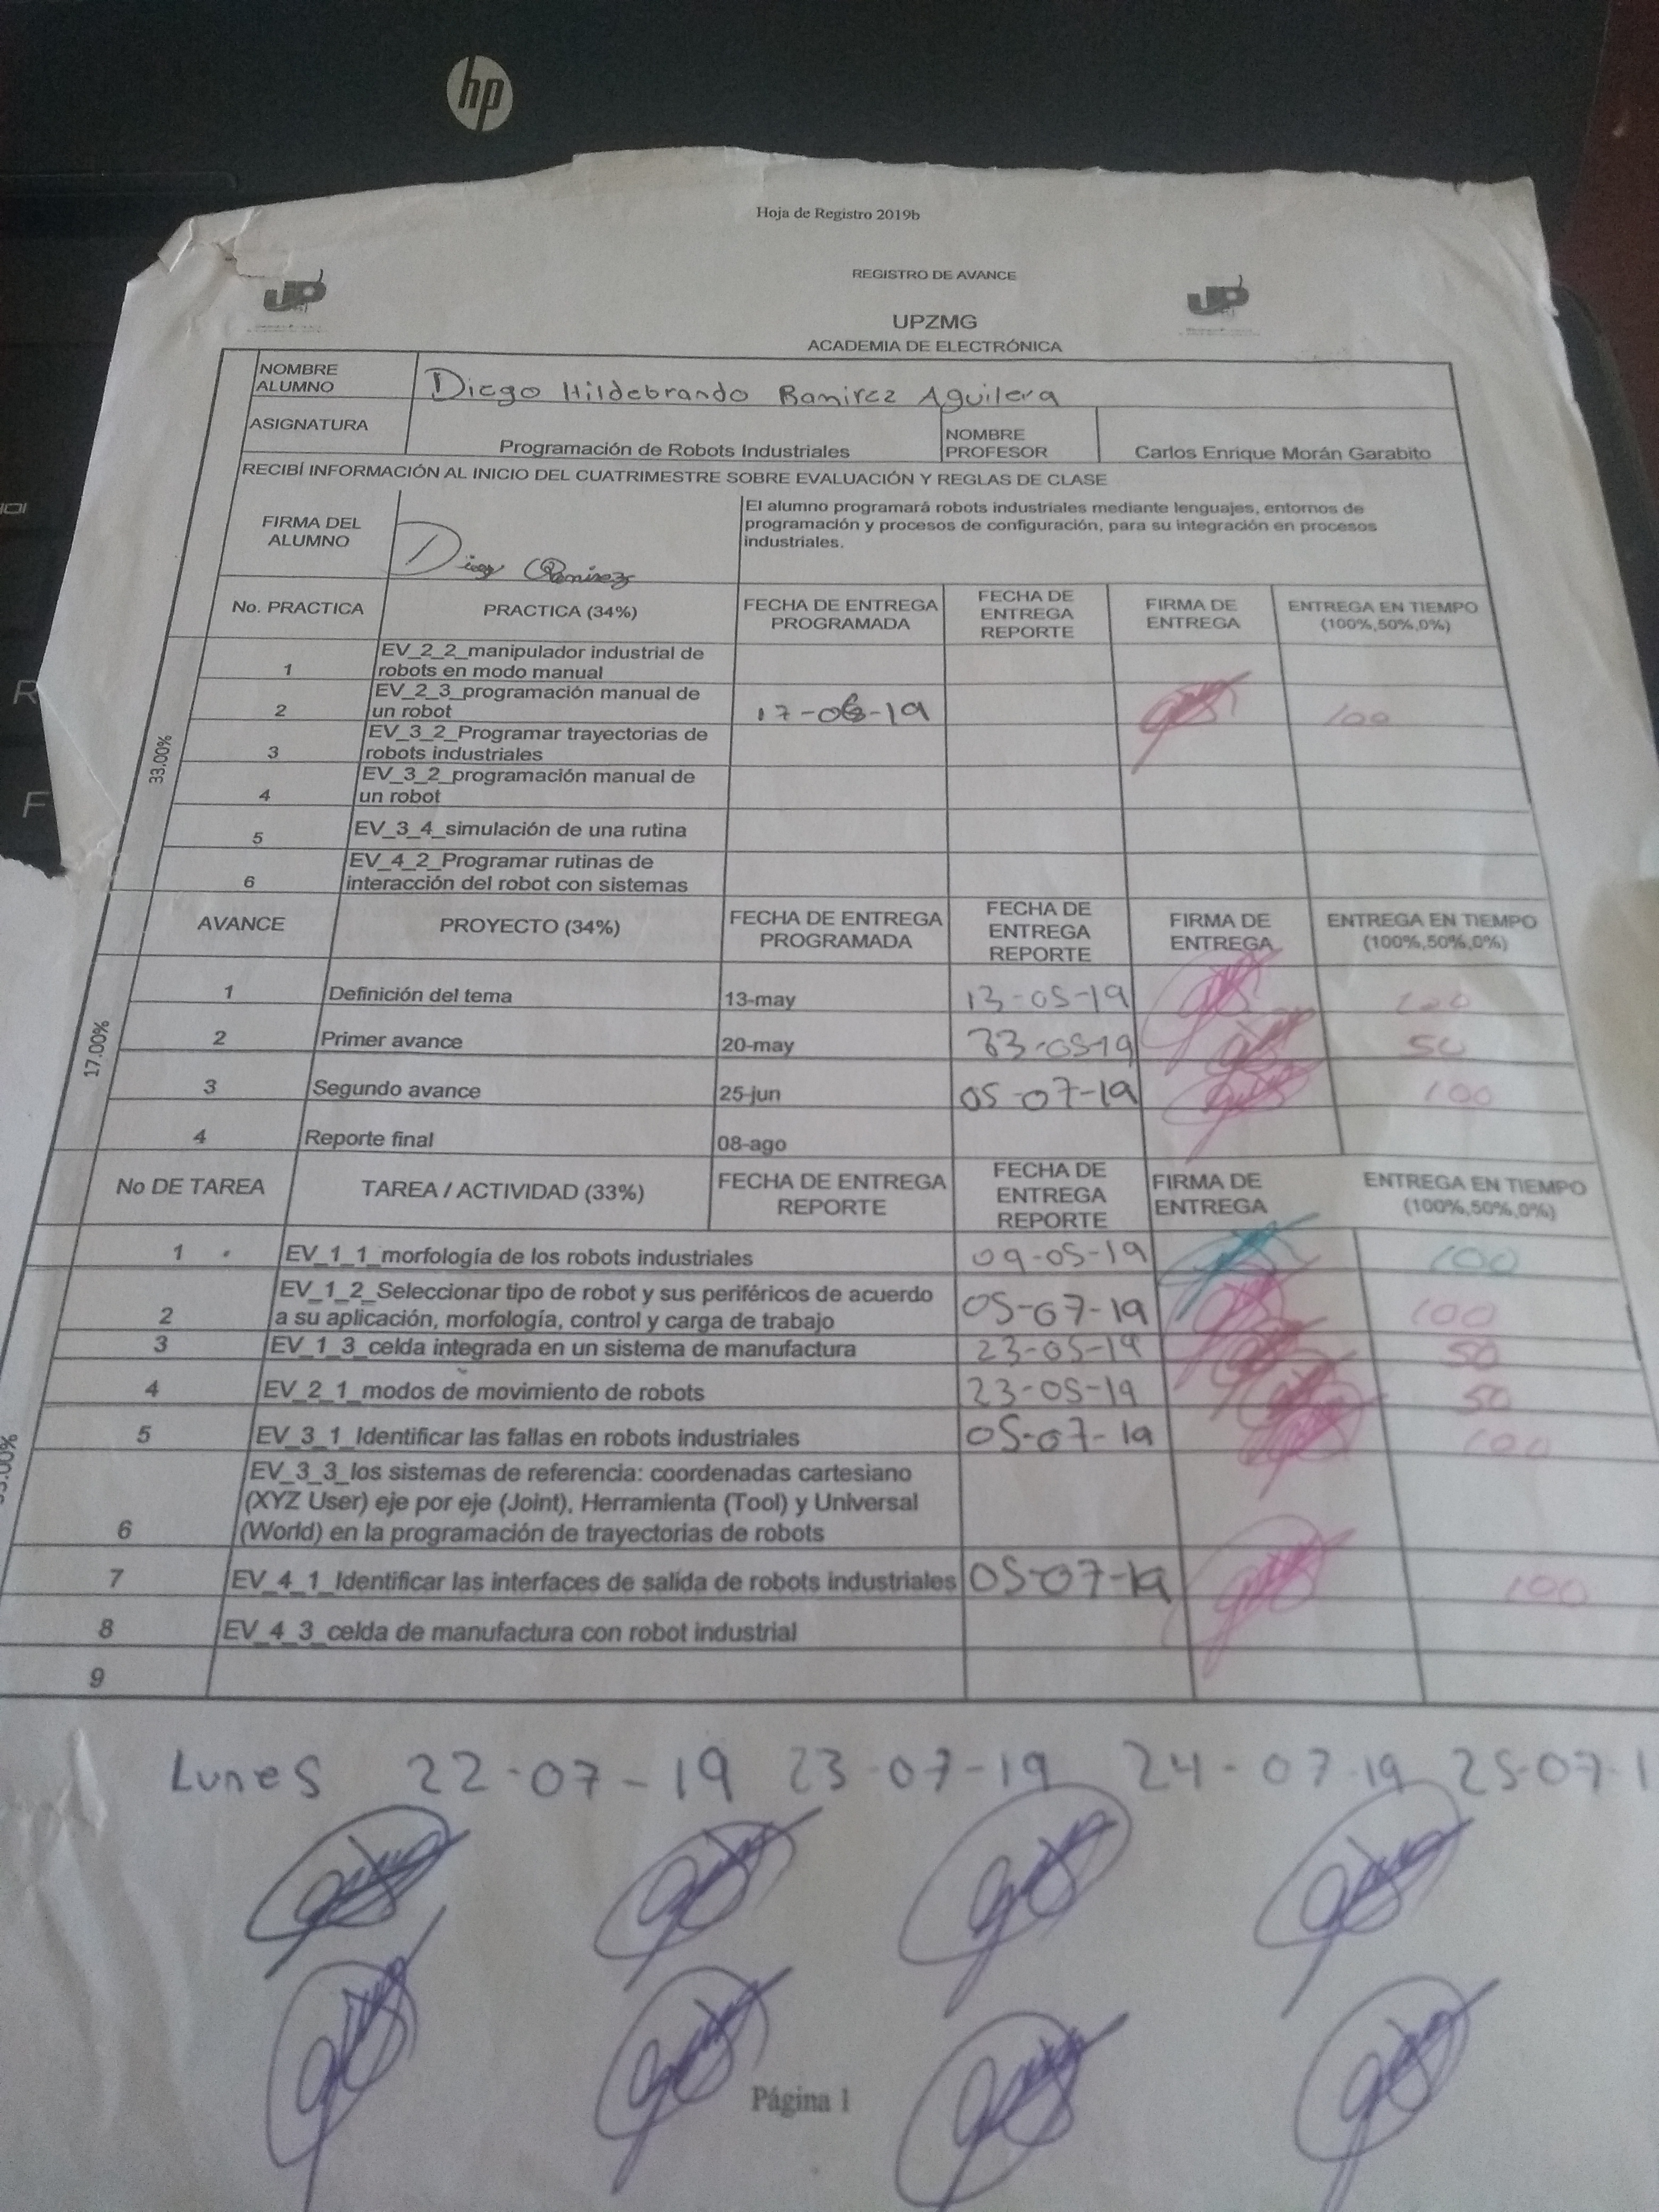 hp
Hoja de Registro 2019b
REGISTRO DE AVANCE
UP UP
UPZMG
ACADEMIA DE ELECTRÓNICA
NOMBRE ALUMNO Diego Hildebrando Ramirez Aguilera
ASIGNATURA Programación de Robots Industriales NOMBRE PROFESOR Carlos Enrique Morán Garabito
RECIBÍ INFORMACIÓN AL INICIO DEL CUATRIMESTRE SOBRE EVALUACIÓN Y REGLAS DE CLASE
FIRMA DEL ALUMNO Diego Ramirez
El alumno programará robots industriales mediante lenguajes, entornos de
programación y procesos de configuración, para su integración en procesos
industriales.
No. PRACTICA PRACTICA (34%) FECHA DE ENTREGA PROGRAMADA FECHA DE ENTREGA REPORTE FIRMA DE ENTREGA ENTREGA EN TIEMPO (100%,50%,0%)
33.00%
1 EV_2_2_manipulador industrial de robots en modo manual
2 EV_2_3_programación manual de un robot 17-06-19 100
3 EV_3_2_Programar trayectorias de robots industriales
4 EV_3_2_programación manual de un robot
5 EV_3_4_simulación de una rutina
6 EV_4_2_Programar rutinas de interacción del robot con sistemas
AVANCE PROYECTO (34%) FECHA DE ENTREGA PROGRAMADA FECHA DE ENTREGA REPORTE FIRMA DE ENTREGA ENTREGA EN TIEMPO (100%,50%,0%)
17.00%
1 Definición del tema 13-may 13-05-19 100
2 Primer avance 20-may 23-05-19 50
3 Segundo avance 25-jun 05-07-19 100
4 Reporte final 08-ago
No DE TAREA TAREA / ACTIVIDAD (33%) FECHA DE ENTREGA REPORTE FECHA DE ENTREGA REPORTE FIRMA DE ENTREGA ENTREGA EN TIEMPO (100%,50%,0%)
1 EV_1_1_morfología de los robots industriales 09-05-19 100
2 EV_1_2_Seleccionar tipo de robot y sus periféricos de acuerdo a su aplicación, morfología, control y carga de trabajo 05-07-19 100
3 EV_1_3_celda integrada en un sistema de manufactura 23-05-19 50
4 EV_2_1_modos de movimiento de robots 23-05-19 50
5 EV_3_1_Identificar las fallas en robots industriales 05-07-19 100
6 EV_3_3_los sistemas de referencia: coordenadas cartesiano (XYZ User) eje por eje (Joint), Herramienta (Tool) y Universal (World) en la programación de trayectorias de robots
7 EV_4_1_Identificar las interfaces de salida de robots industriales 05-07-19 100
8 EV_4_3_celda de manufactura con robot industrial
9
Lunes 22-07-19 23-07-19 24-07-19 25-07-1
Página 1